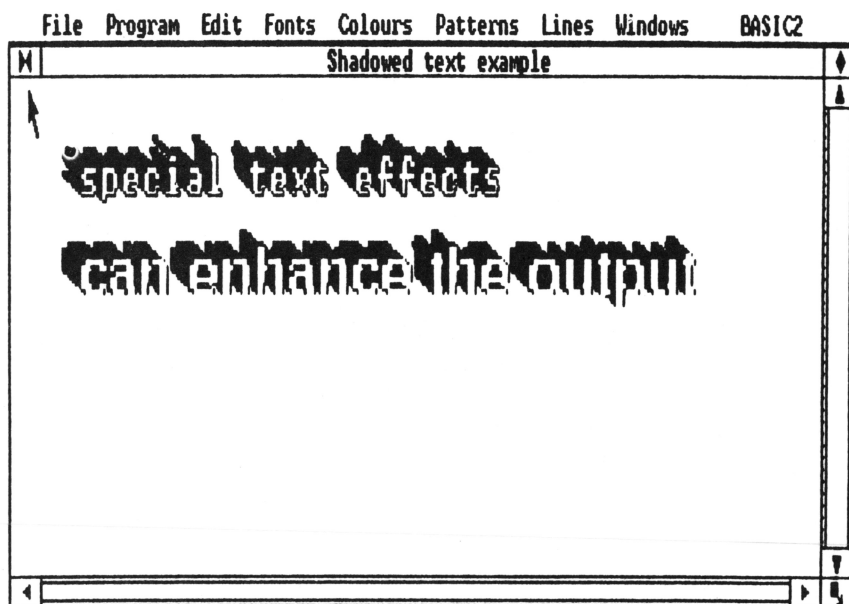 File Program Edit Fonts Colours Patterns Lines Windows BASIC2
Shadowed text example
special text effects
can enhance the output